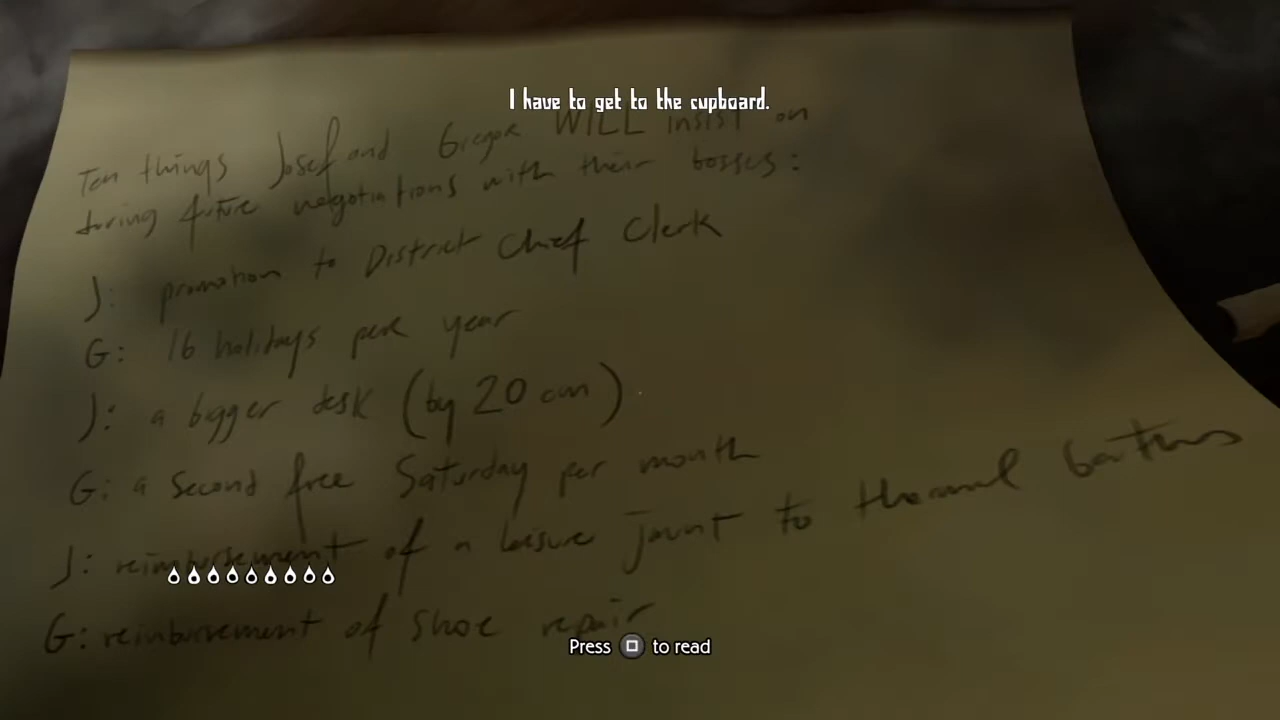 I have to get to the cupboard.
Ten things Josef and Gregor WILL insist on
during future negotiations with their bosses:
J: promotion to District Chief Clerk
G: 16 holidays per year
J: a bigger desk (by 20 cm)
G: a second free Saturday per month
J: reimbursement of a leisure jaunt to thermal baths
G: reimbursement of shoe repair
Press to read